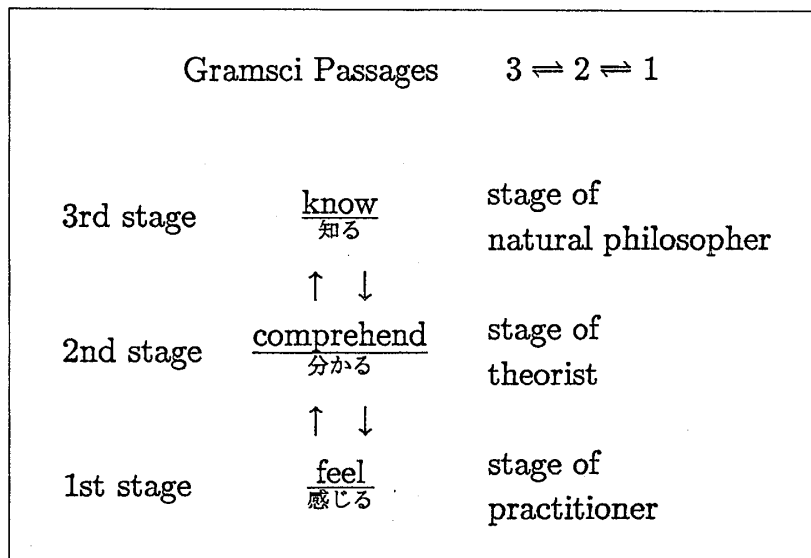 Gramsci Passages 3 ⇌ 2 ⇌ 1
3rd stage know stage of
知る natural philosopher
↑ ↓
2nd stage comprehend stage of
分かる theorist
↑ ↓
1st stage feel stage of
感じる practitioner